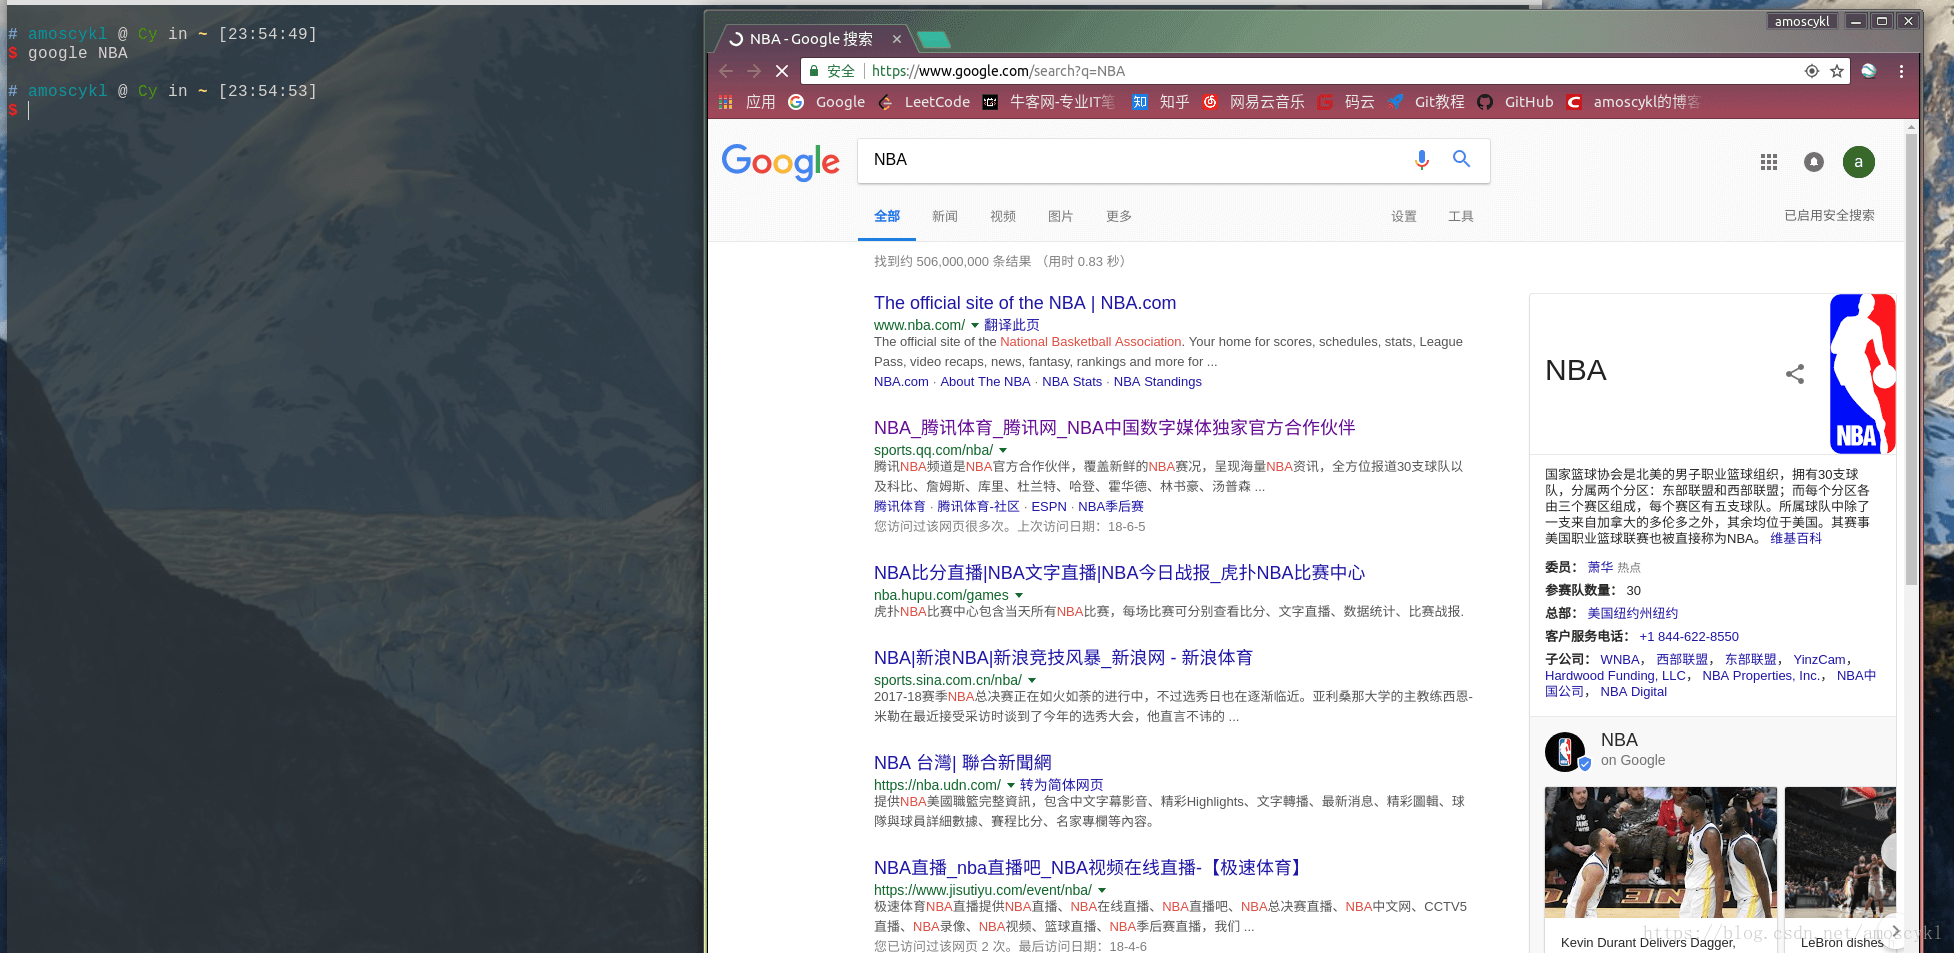 # amoscykl @ Cy in ~ [23:54:49]
$ google NBA
# amoscykl @ Cy in ~ [23:54:53]
$
amoscykl
NBA - Google 搜索
安全 https://www.google.com/search?q=NBA
应用 Google LeetCode 牛客网-专业IT笔 知乎 网易云音乐 码云 Git教程 GitHub amoscykl的博客
Google
NBA
a
全部 新闻 视频 图片 更多 设置 工具
已启用安全搜索
找到约 506,000,000 条结果 （用时 0.83 秒）
The official site of the NBA | NBA.com
www.nba.com/ 翻译此页
The official site of the National Basketball Association. Your home for scores, schedules, stats, League
Pass, video recaps, news, fantasy, rankings and more for ...
NBA.com · About The NBA · NBA Stats · NBA Standings
NBA_腾讯体育_腾讯网_NBA中国数字媒体独家官方合作伙伴
sports.qq.com/nba/
腾讯NBA频道是NBA官方合作伙伴，覆盖新鲜的NBA赛况，呈现海量NBA资讯，全方位报道30支球队以
及科比、詹姆斯、库里、杜兰特、哈登、霍华德、林书豪、汤普森 ...
腾讯体育 · 腾讯体育-社区 · ESPN · NBA季后赛
您访问过该网页很多次。上次访问日期：18-6-5
NBA比分直播|NBA文字直播|NBA今日战报_虎扑NBA比赛中心
nba.hupu.com/games
虎扑NBA比赛中心包含当天所有NBA比赛，每场比赛可分别查看比分、文字直播、数据统计、比赛战报.
NBA|新浪NBA|新浪竞技风暴_新浪网 - 新浪体育
sports.sina.com.cn/nba/
2017-18赛季NBA总决赛正在如火如荼的进行中，不过选秀日也在逐渐临近。亚利桑那大学的主教练西恩-
米勒在最近接受采访时谈到了今年的选秀大会，他直言不讳的 ...
NBA 台灣| 聯合新聞網
https://nba.udn.com/ 转为简体网页
提供NBA美國職籃完整資訊，包含中文字幕影音、精彩Highlights、文字轉播、最新消息、精彩圖輯、球
隊與球員詳細數據、賽程比分、名家專欄等內容。
NBA直播_nba直播吧_NBA视频在线直播-【极速体育】
https://www.jisutiyu.com/event/nba/
极速体育NBA直播提供NBA直播、NBA在线直播、NBA直播吧、NBA总决赛直播、NBA中文网、CCTV5
直播、NBA录像、NBA视频、篮球直播、NBA季后赛直播，我们 ...
您已访问过该网页 2 次。最后访问日期：18-4-6
NBA
NBA
国家篮球协会是北美的男子职业篮球组织，拥有30支球
队，分属两个分区：东部联盟和西部联盟；而每个分区各
由三个赛区组成，每个赛区有五支球队。所属球队中除了
一支来自加拿大的多伦多之外，其余均位于美国。其赛事
美国职业篮球联赛也被直接称为NBA。 维基百科
委员： 萧华 热点
参赛队数量： 30
总部： 美国纽约州纽约
客户服务电话： +1 844-622-8550
子公司： WNBA， 西部联盟， 东部联盟， YinzCam，
Hardwood Funding, LLC， NBA Properties, Inc.， NBA中
国公司， NBA Digital
NBA
on Google
Kevin Durant Delivers Dagger,
LeBron dishes
https://blog.csdn.net/amoscykl